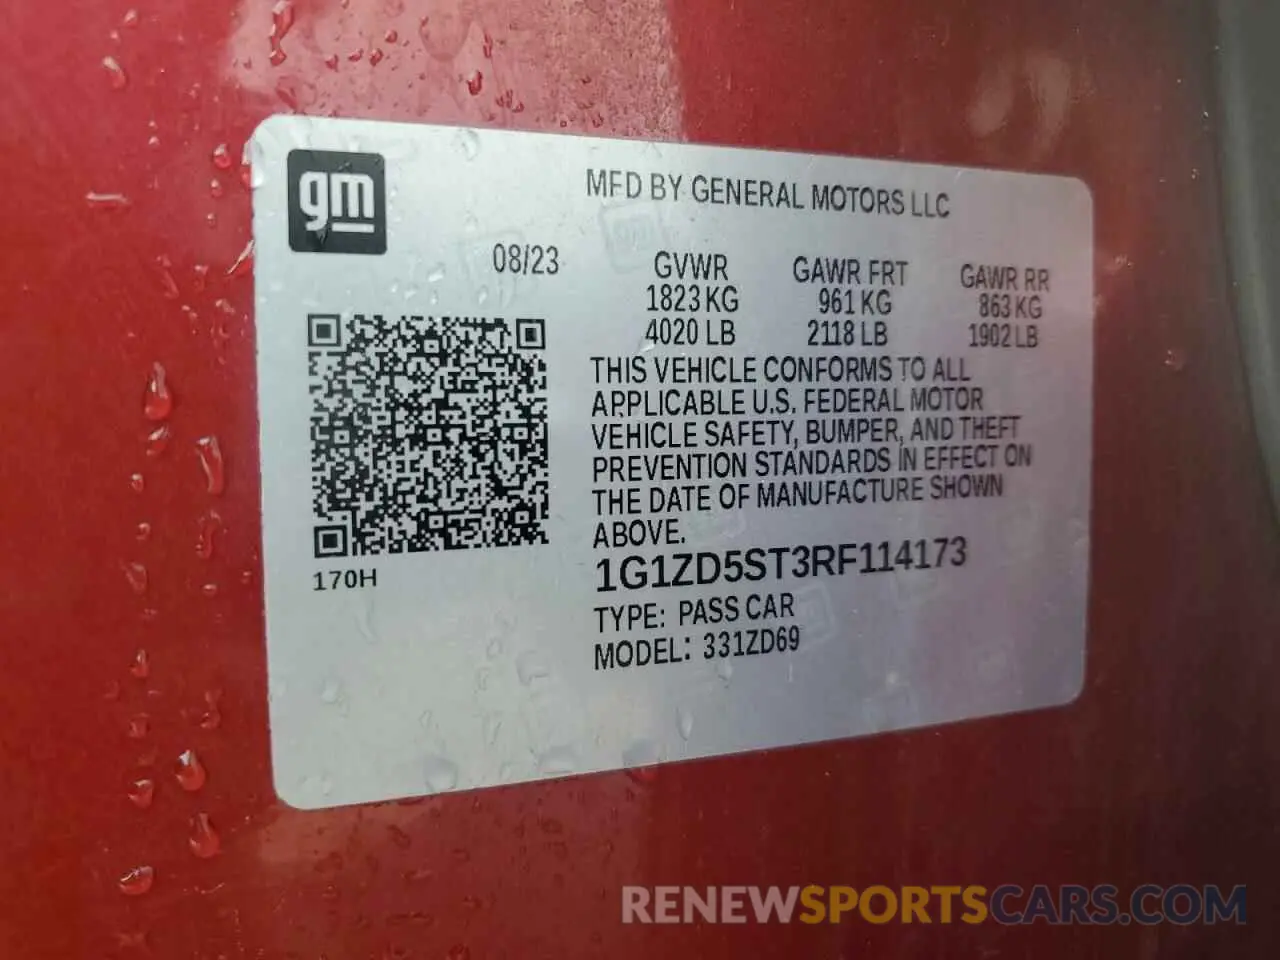 gm
MFD BY GENERAL MOTORS LLC
08/23
GVWR GAWR FRT GAWR RR
1823 KG 961 KG 863 KG
4020 LB 2118 LB 1902 LB
THIS VEHICLE CONFORMS TO ALL
APPLICABLE U.S. FEDERAL MOTOR
VEHICLE SAFETY, BUMPER, AND THEFT
PREVENTION STANDARDS IN EFFECT ON
THE DATE OF MANUFACTURE SHOWN
ABOVE.
170H
1G1ZD5ST3RF114173
TYPE: PASS CAR
MODEL: 331ZD69
RENEWSPORTSCARS.COM